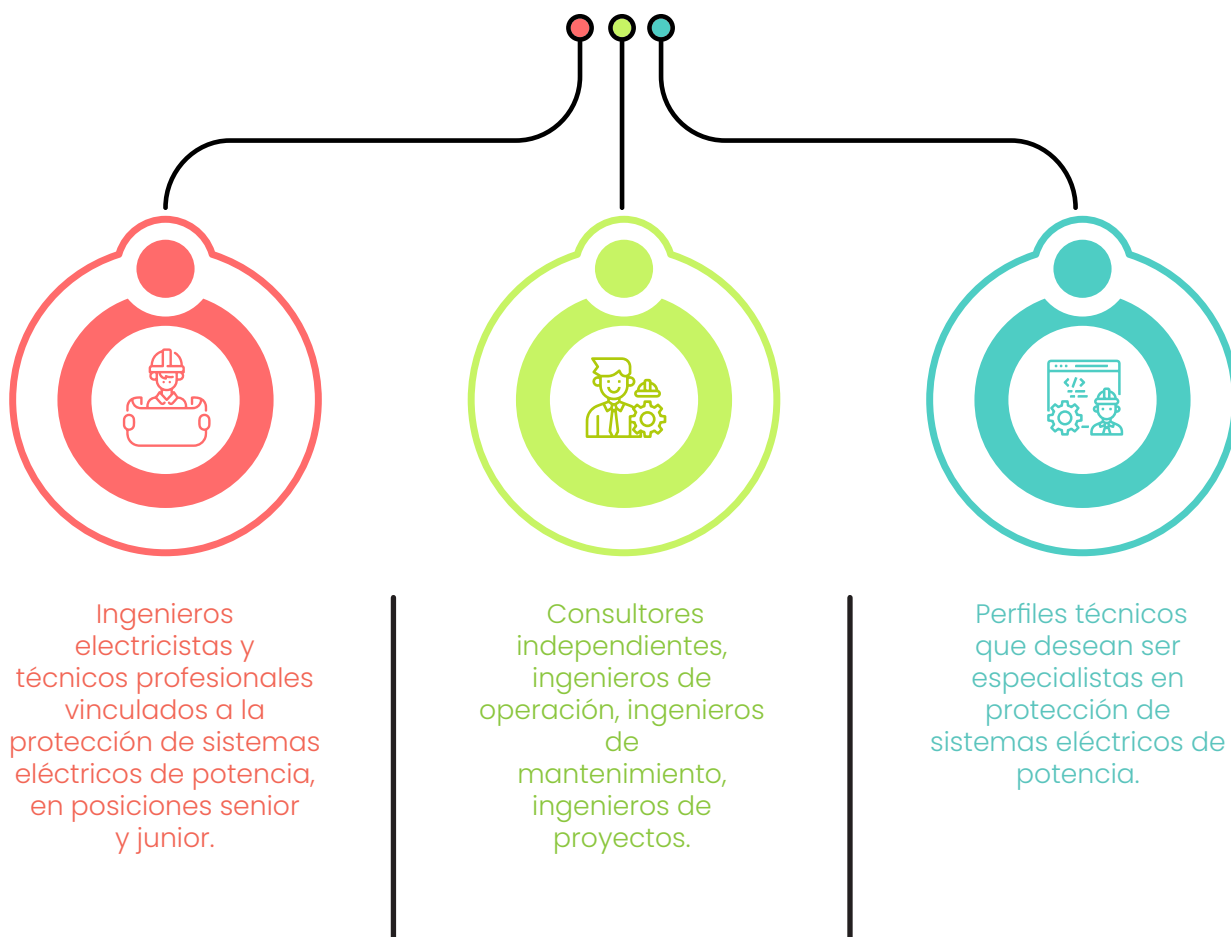 Ingenieros
electricistas y
técnicos profesionales
vinculados a la
protección de sistemas
eléctricos de potencia,
en posiciones senior
y junior.
Consultores
independientes,
ingenieros de
operación, ingenieros
de
mantenimiento,
ingenieros de
proyectos.
Perfiles técnicos
que desean ser
especialistas en
protección de
sistemas eléctricos de
potencia.